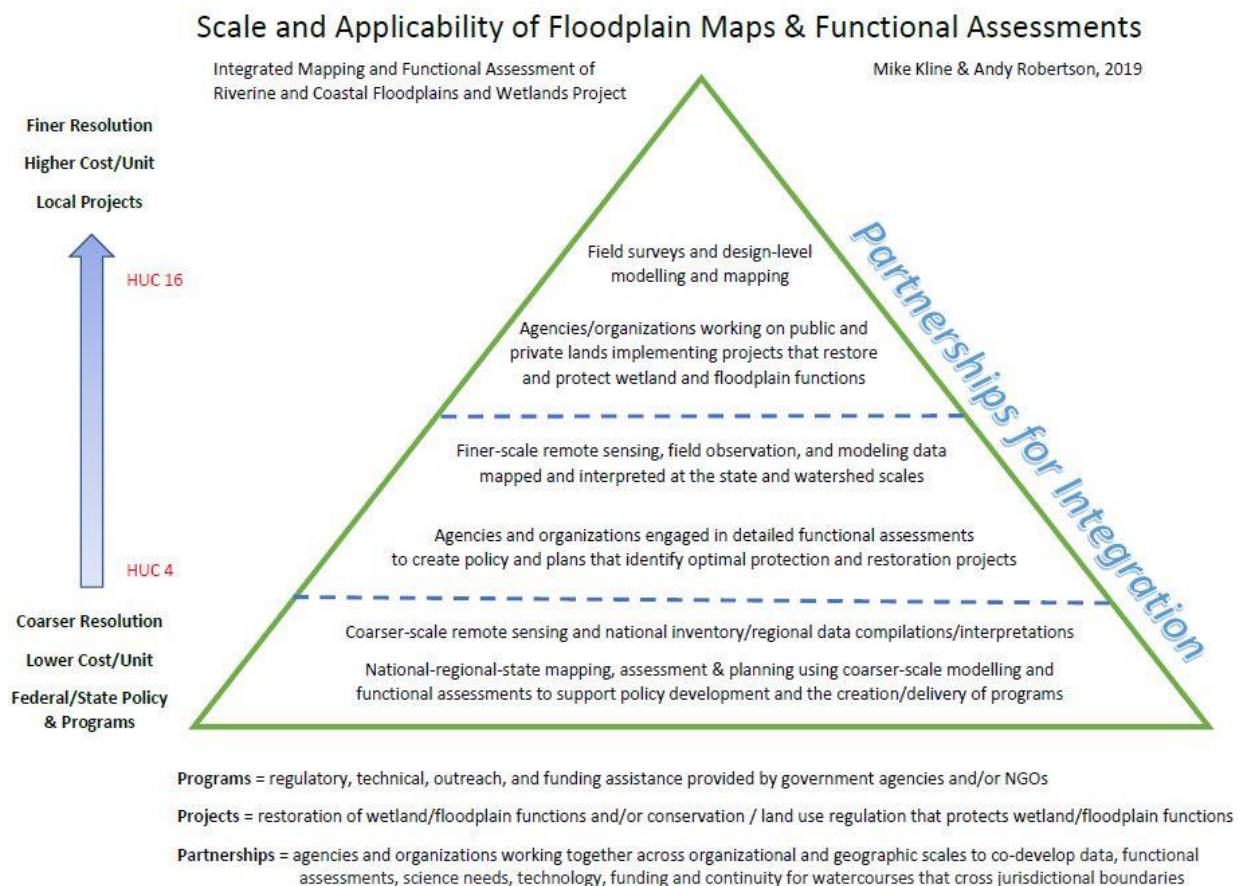 Scale and Applicability of Floodplain Maps & Functional Assessments
Integrated Mapping and Functional Assessment of
Riverine and Coastal Floodplains and Wetlands Project
Mike Kline & Andy Robertson, 2019
Finer Resolution
Higher Cost/Unit
Local Projects
HUC 16
HUC 4
Coarser Resolution
Lower Cost/Unit
Federal/State Policy
& Programs
Field surveys and design-level
modelling and mapping
Agencies/organizations working on public and
private lands implementing projects that restore
and protect wetland and floodplain functions
Finer-scale remote sensing, field observation, and modeling data
mapped and interpreted at the state and watershed scales
Agencies and organizations engaged in detailed functional assessments
to create policy and plans that identify optimal protection and restoration projects
Coarser-scale remote sensing and national inventory/regional data compilations/interpretations
National-regional-state mapping, assessment & planning using coarser-scale modelling and
functional assessments to support policy development and the creation/delivery of programs
Partnerships for Integration
Programs = regulatory, technical, outreach, and funding assistance provided by government agencies and/or NGOs
Projects = restoration of wetland/floodplain functions and/or conservation / land use regulation that protects wetland/floodplain functions
Partnerships = agencies and organizations working together across organizational and geographic scales to co-develop data, functional
assessments, science needs, technology, funding and continuity for watercourses that cross jurisdictional boundaries